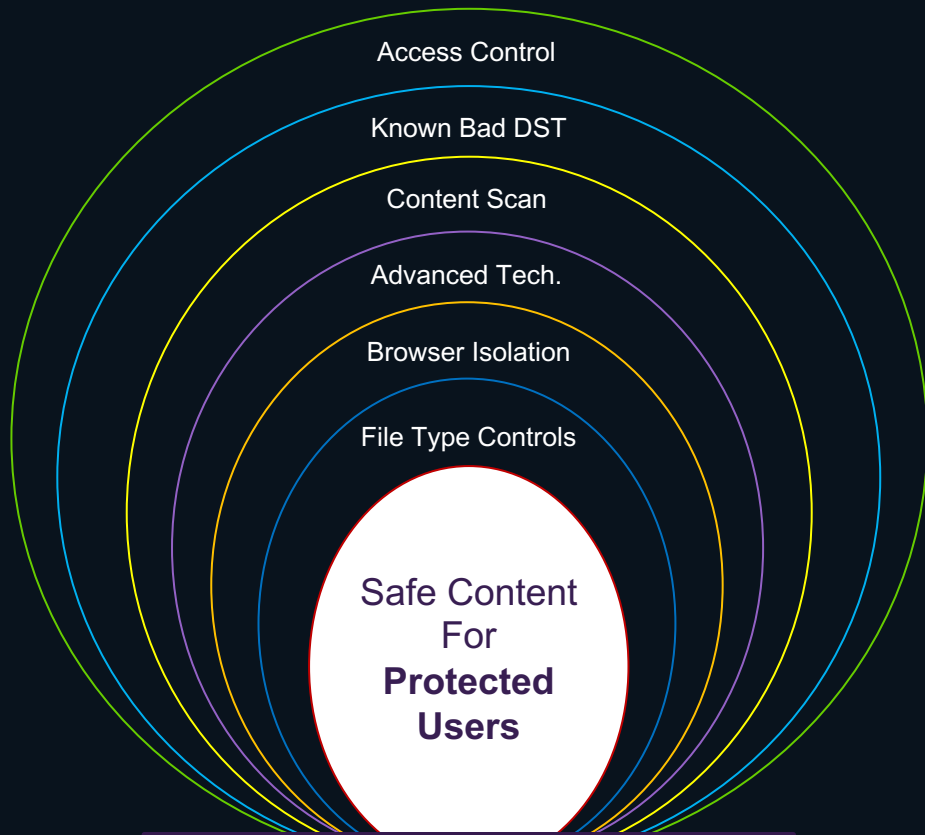 Access Control
Known Bad DST
Content Scan
Advanced Tech.
Browser Isolation
File Type Controls
Safe Content
For
Protected
Users